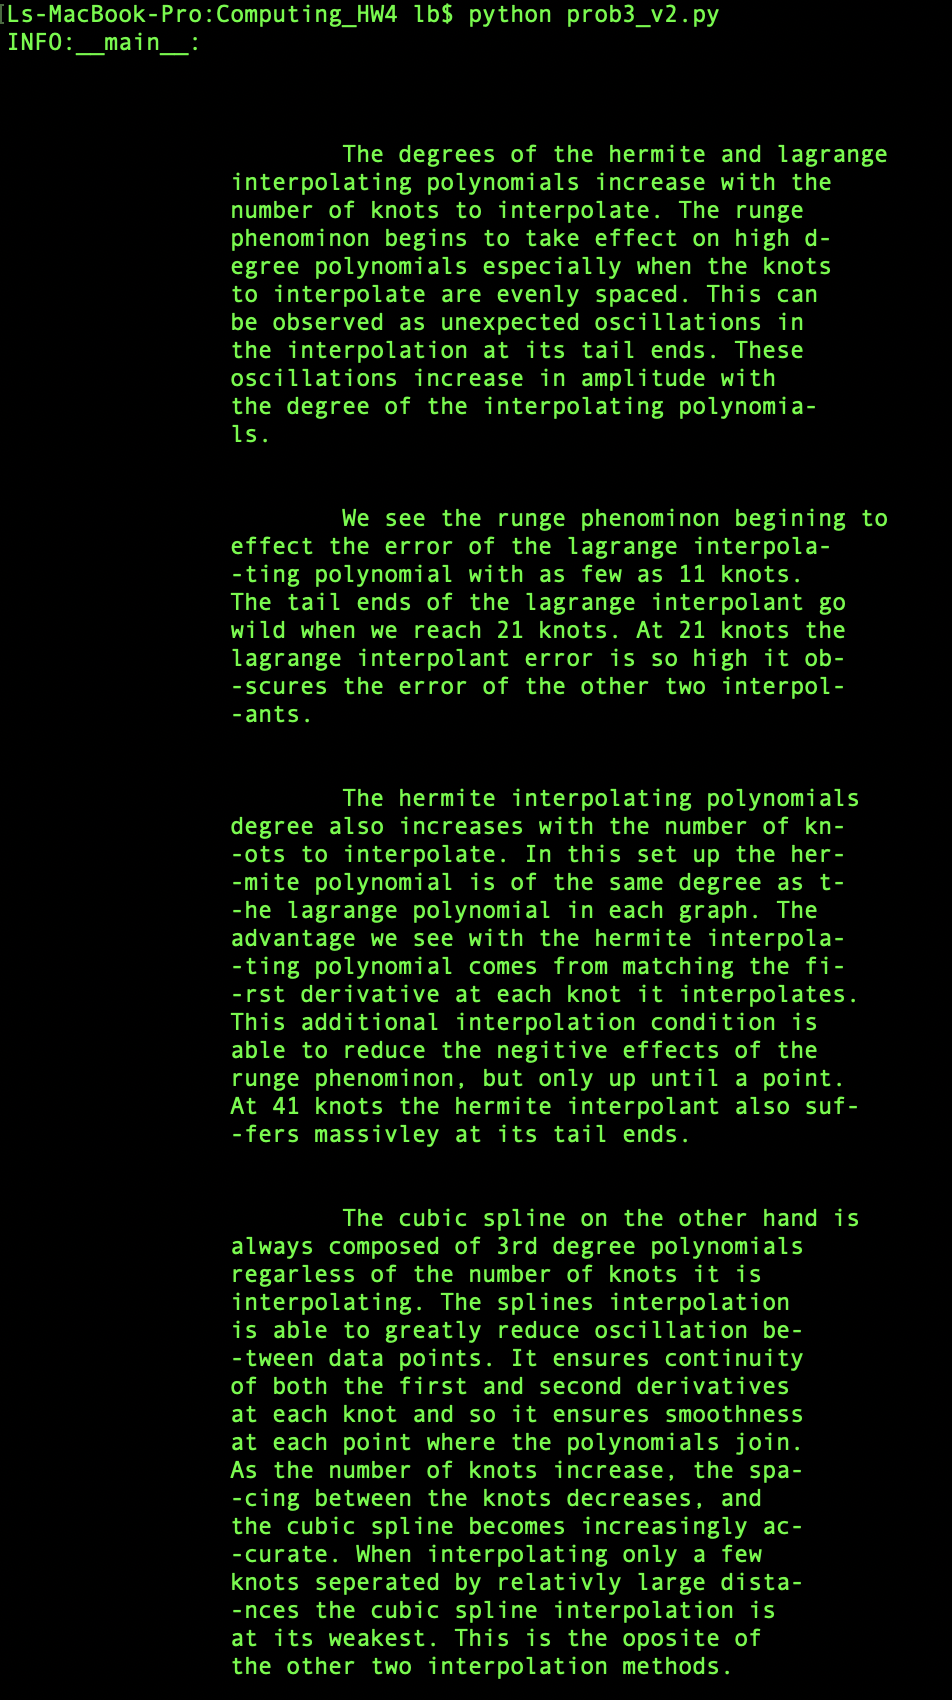 [Ls-MacBook-Pro:Computing_HW4 lb$ python prob3_v2.py
INFO:__main__:
The degrees of the hermite and lagrange
interpolating polynomials increase with the
number of knots to interpolate. The runge
phenominon begins to take effect on high d-
egree polynomials especially when the knots
to interpolate are evenly spaced. This can
be observed as unexpected oscillations in
the interpolation at its tail ends. These
oscillations increase in amplitude with
the degree of the interpolating polynomia-
ls.
We see the runge phenominon begining to
effect the error of the lagrange interpola-
-ting polynomial with as few as 11 knots.
The tail ends of the lagrange interpolant go
wild when we reach 21 knots. At 21 knots the
lagrange interpolant error is so high it ob-
-scures the error of the other two interpol-
-ants.
The hermite interpolating polynomials
degree also increases with the number of kn-
-ots to interpolate. In this set up the her-
-mite polynomial is of the same degree as t-
-he lagrange polynomial in each graph. The
advantage we see with the hermite interpola-
-ting polynomial comes from matching the fi-
-rst derivative at each knot it interpolates.
This additional interpolation condition is
able to reduce the negitive effects of the
runge phenominon, but only up until a point.
At 41 knots the hermite interpolant also suf-
-fers massivley at its tail ends.
The cubic spline on the other hand is
always composed of 3rd degree polynomials
regarless of the number of knots it is
interpolating. The splines interpolation
is able to greatly reduce oscillation be-
-tween data points. It ensures continuity
of both the first and second derivatives
at each knot and so it ensures smoothness
at each point where the polynomials join.
As the number of knots increase, the spa-
-cing between the knots decreases, and
the cubic spline becomes increasingly ac-
-curate. When interpolating only a few
knots seperated by relativly large dista-
-nces the cubic spline interpolation is
at its weakest. This is the oposite of
the other two interpolation methods.